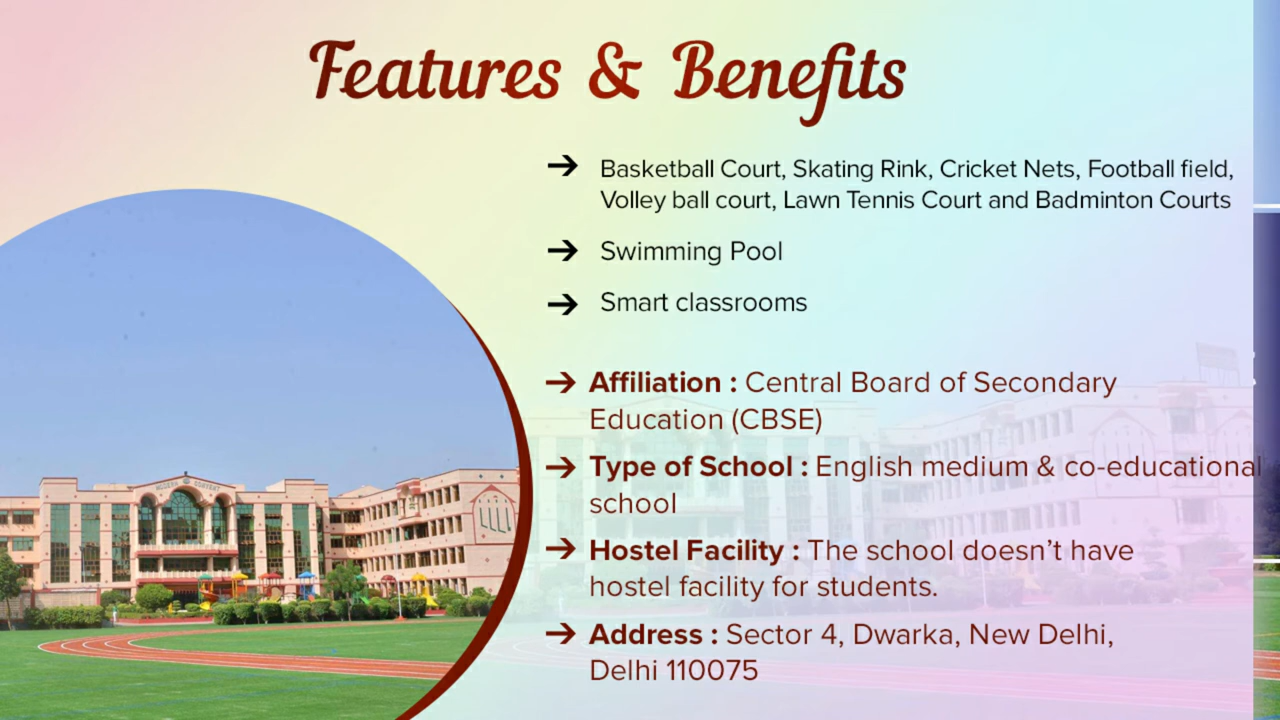 Features & Benefits
→ Basketball Court, Skating Rink, Cricket Nets, Football field,
Volley ball court, Lawn Tennis Court and Badminton Courts
→ Swimming Pool
→ Smart classrooms
→ Affiliation : Central Board of Secondary
Education (CBSE)
→ Type of School : English medium & co-educational
school
→ Hostel Facility : The school doesn’t have
hostel facility for students.
→ Address : Sector 4, Dwarka, New Delhi,
Delhi 110075
MODERN CONVENT